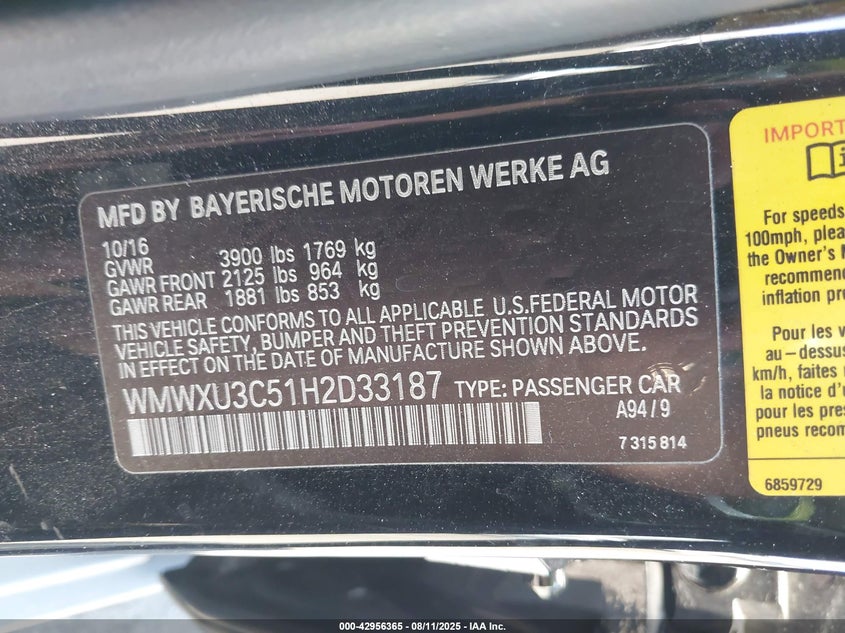 MFD BY BAYERISCHE MOTOREN WERKE AG
10/16
GVWR 3900 lbs 1769 kg
GAWR FRONT 2125 lbs 964 kg
GAWR REAR 1881 lbs 853 kg
THIS VEHICLE CONFORMS TO ALL APPLICABLE U.S.FEDERAL MOTOR
VEHICLE SAFETY, BUMPER AND THEFT PREVENTION STANDARDS
IN EFFECT ON THE DATE OF MANUFACTURE SHOWN ABOVE.
WMWXU3C51H2D33187 TYPE: PASSENGER CAR
A94/9
7 315 814
IMPORT
For speeds
100mph, plea
the Owner's M
recommen
inflation pre
Pour les v
au-dessus
km/h, faites
la notice d'u
pour les pres
pneus recom
6859729
000-42956365 - 08/11/2025 - IAA Inc.